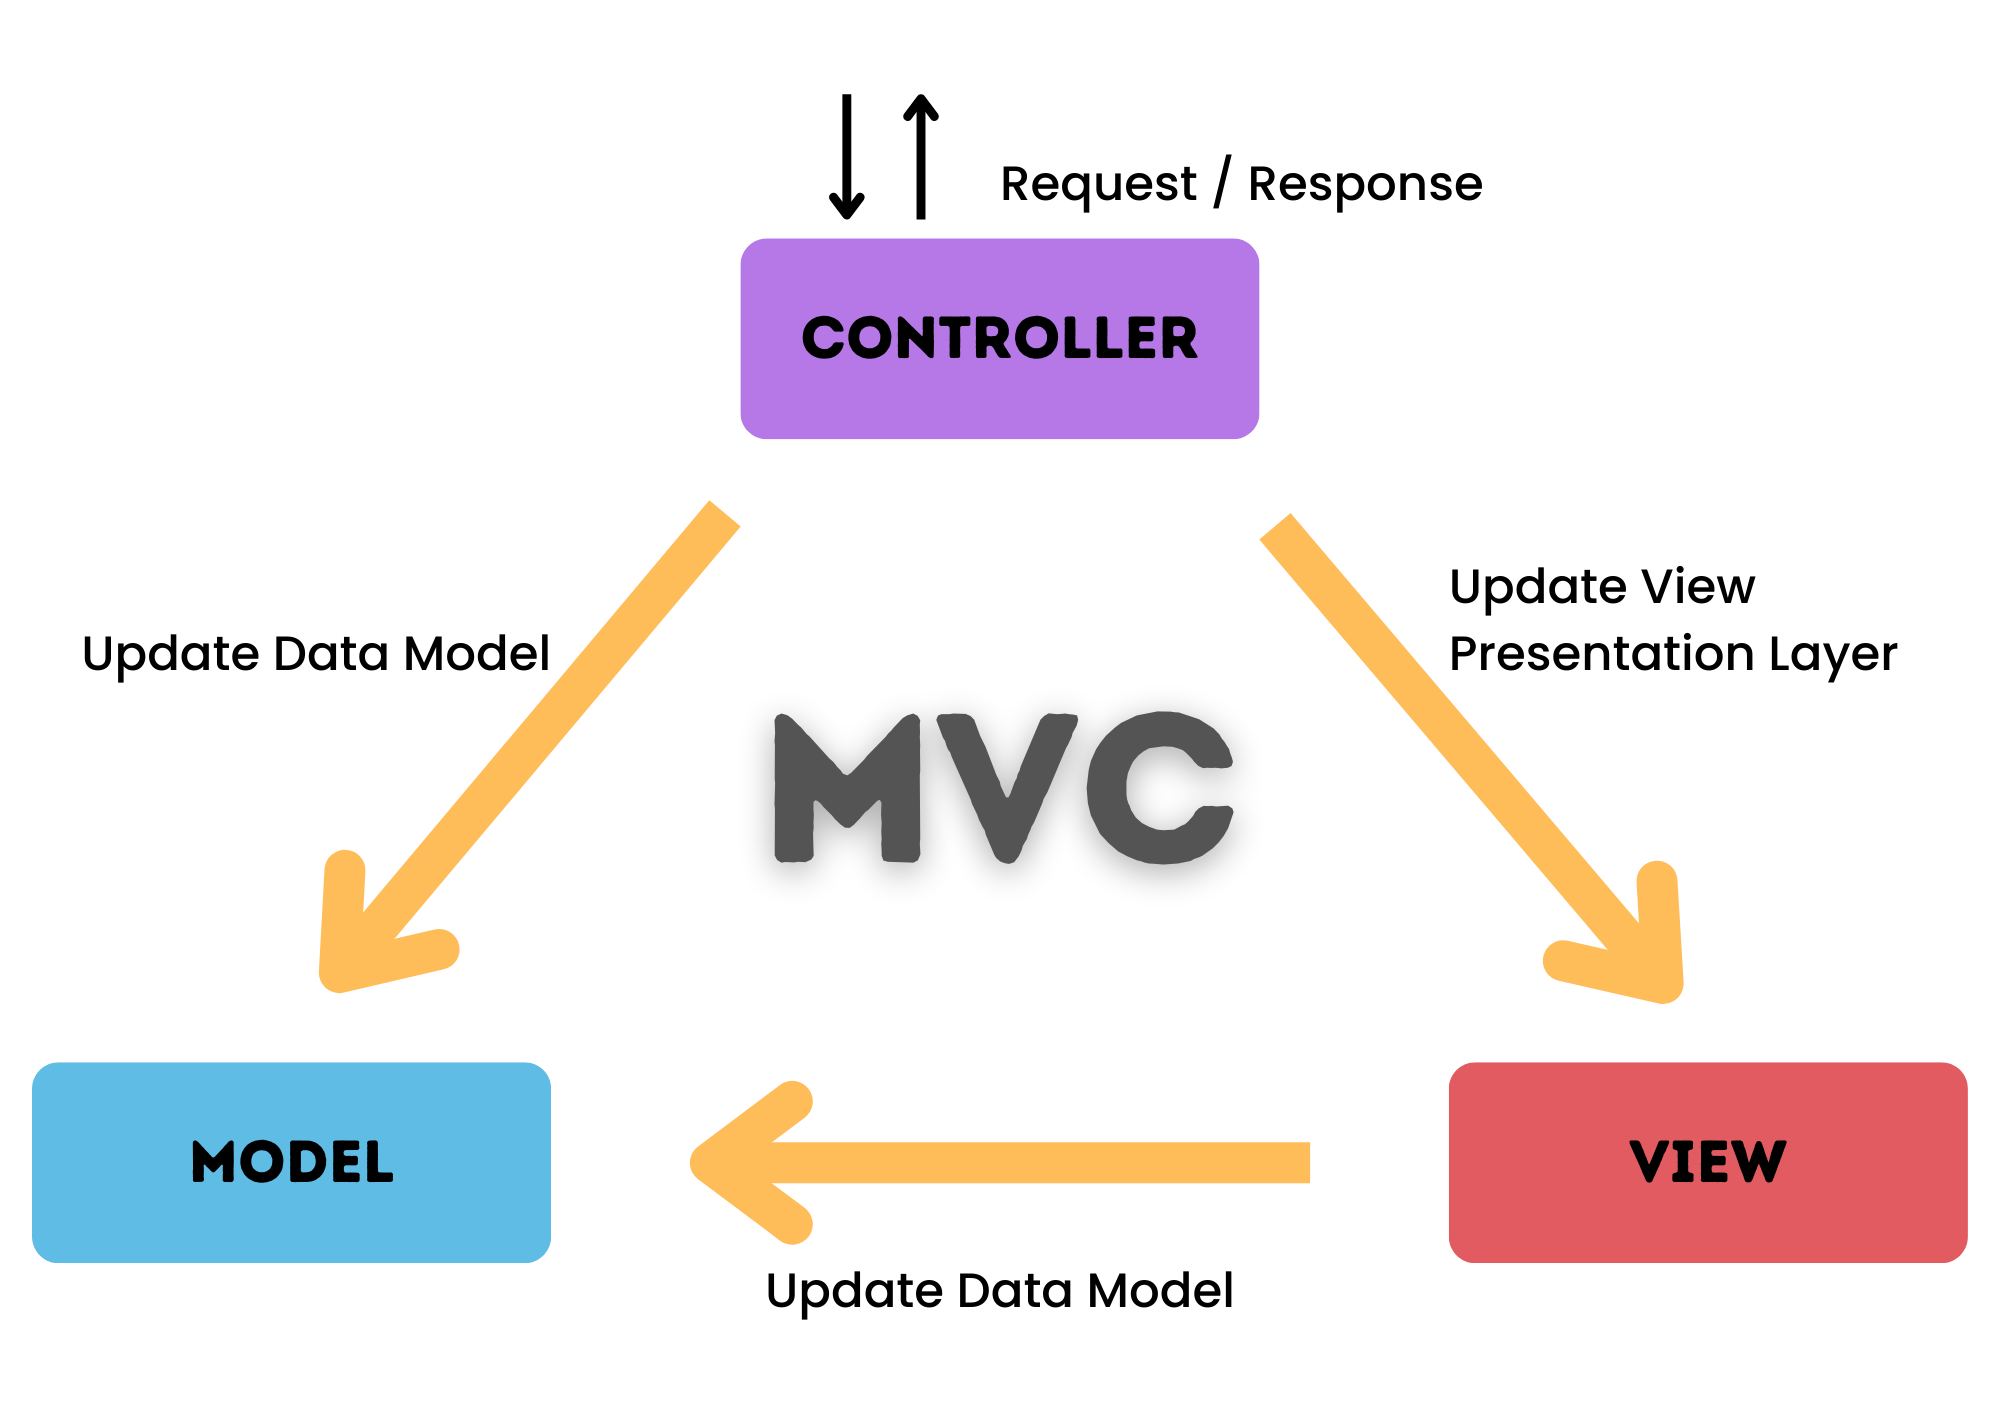 Request / Response
CONTROLLER
Update View
Presentation Layer
Update Data Model
MVC
MODEL
VIEW
Update Data Model